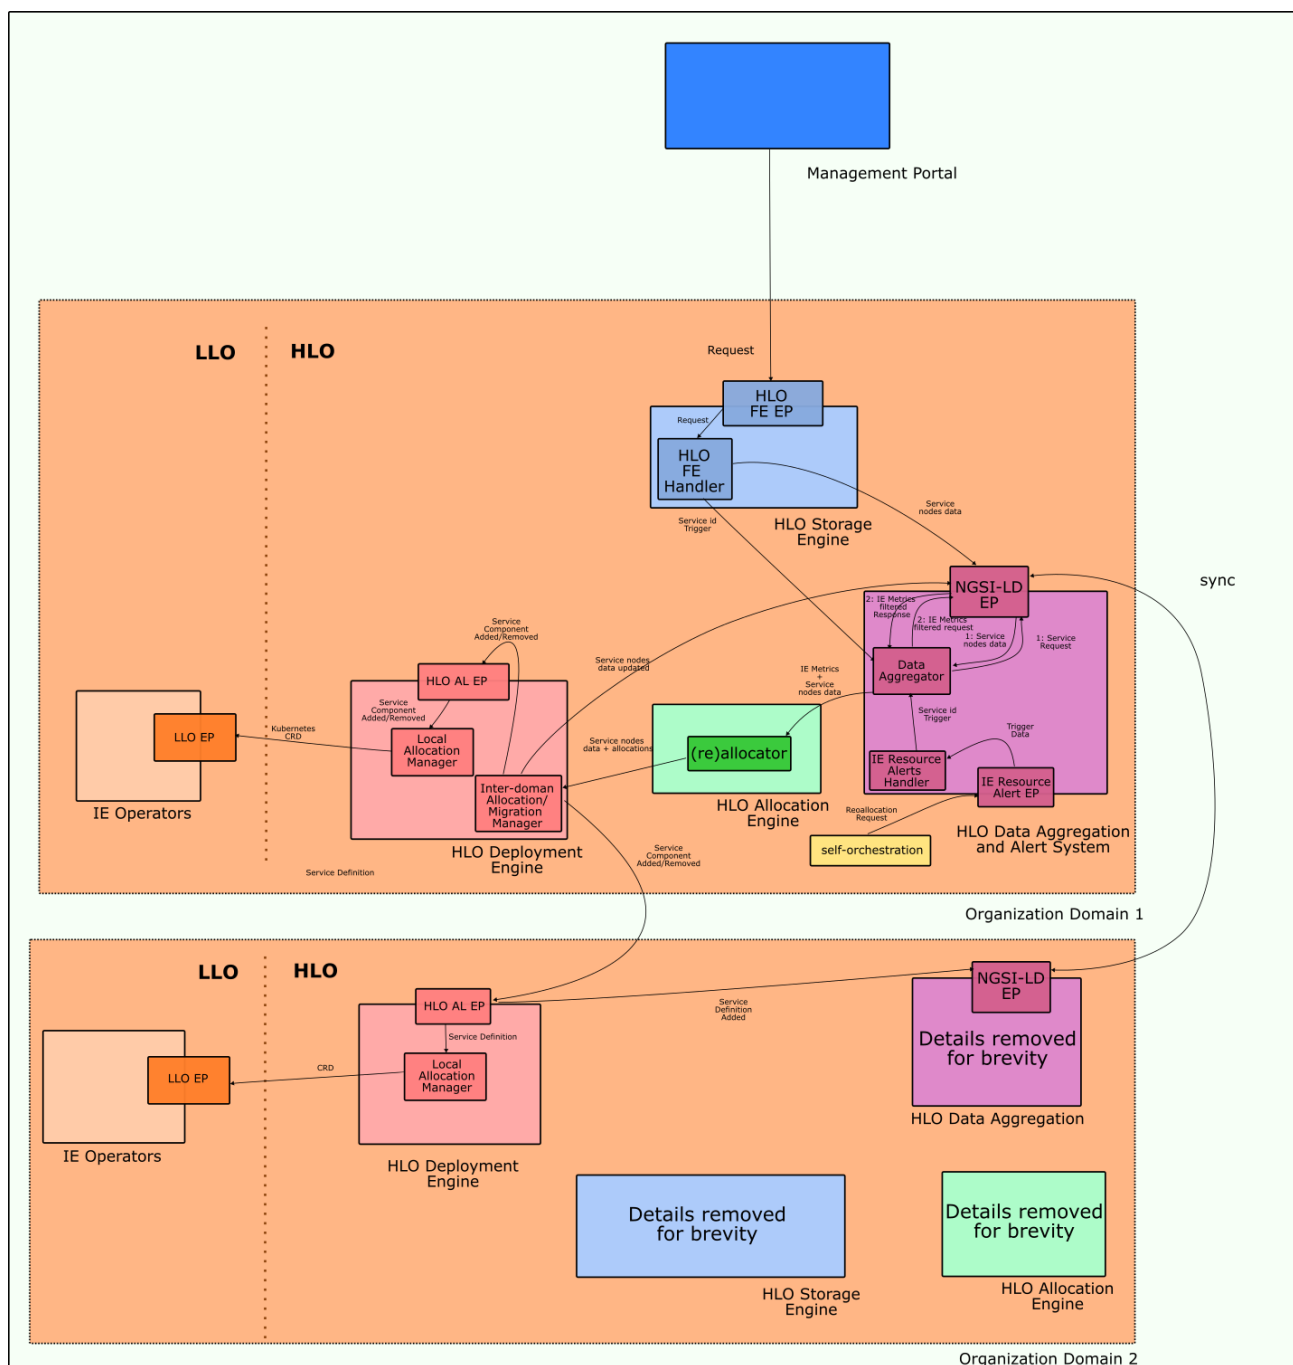 Management Portal
LLO
HLO
Request
HLO
FE EP
Request
HLO
FE
Handler
HLO Storage
Engine
Service id
Trigger
Service
nodes data
NGSI-LD
EP
sync
2: IE Metrics
filtered
Response
2: IE Metrics
filtered request
1: Service
nodes data
1: Service
Request
Data
Aggregator
Service
Component
Added/Removed
Service nodes
data updated
IE Metrics
+
Service
nodes data
HLO AL EP
Service
Component
Added/Removed
Local
Allocation
Manager
Kubernetes
CRD
LLO EP
IE Operators
Service nodes
data + allocations
(re)allocator
HLO Allocation
Engine
Service id
Trigger
Trigger
Data
IE Resource
Alerts
Handler
IE Resource
Alert EP
Inter-doman
Allocation/
Migration
Manager
HLO Deployment
Engine
Reoallocation
Request
self-orchestration
HLO Data Aggregation
and Alert System
Service
Component
Added/Removed
Service Definition
Organization Domain 1
LLO
HLO
HLO AL EP
Service
Definition
Added
NGSI-LD
EP
Details removed
for brevity
HLO Data Aggregation
Service Definition
Local
Allocation
Manager
CRD
LLO EP
IE Operators
HLO Deployment
Engine
Details removed
for brevity
HLO Storage
Engine
Details removed
for brevity
HLO Allocation
Engine
Organization Domain 2